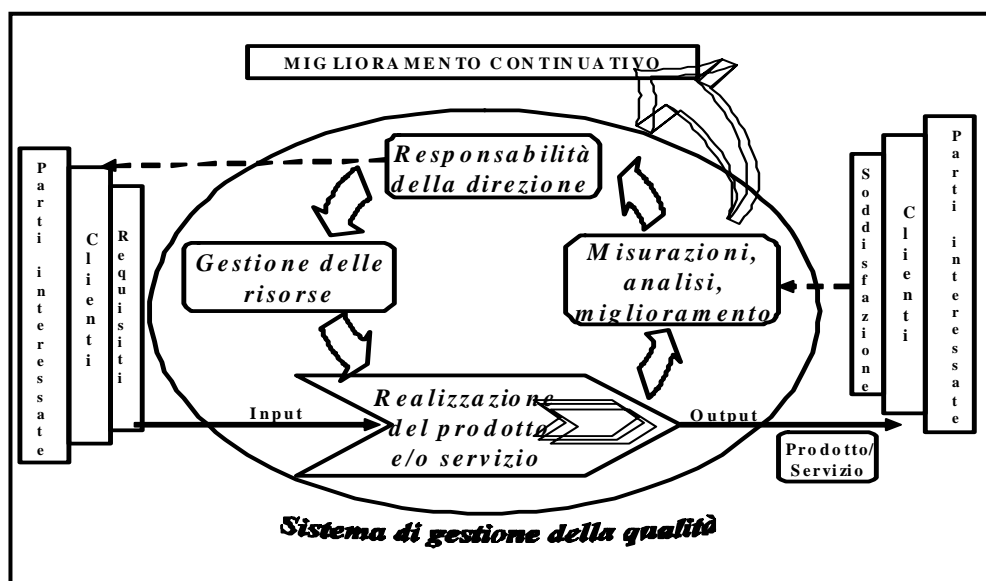 MIGLIORAMENTO CONTINUATIVO
Parti interessate
Clienti
Requisiti
Responsabilità
della direzione
Gestione delle
risorse
Misurazioni,
analisi,
miglioramento
Soddisfazione
Clienti
Parti interessate
Input
Realizzazione
del prodotto
e/o servizio
Output
Prodotto/
Servizio
Sistema di gestione della qualità